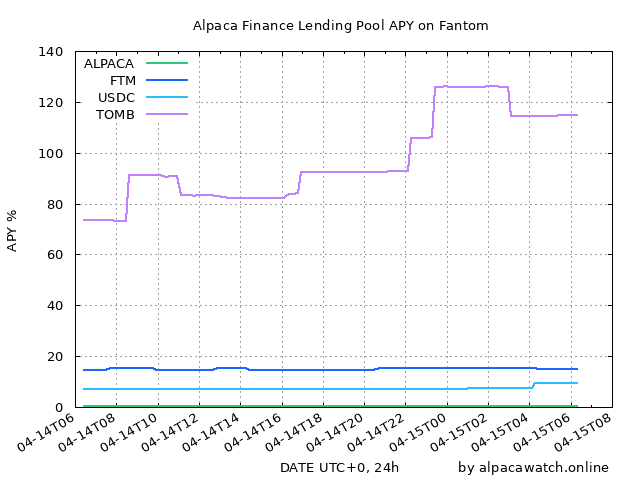 Alpaca Finance Lending Pool APY on Fantom
140
120
100
80
60
40
20
0
APY %
ALPACA
FTM
USDC
TOMB
04-14T06
04-14T08
04-14T10
04-14T12
04-14T14
04-14T16
04-14T18
04-14T20
04-14T22
04-15T00
04-15T02
04-15T04
04-15T06
04-15T08
DATE UTC+0, 24h
by alpacawatch.online